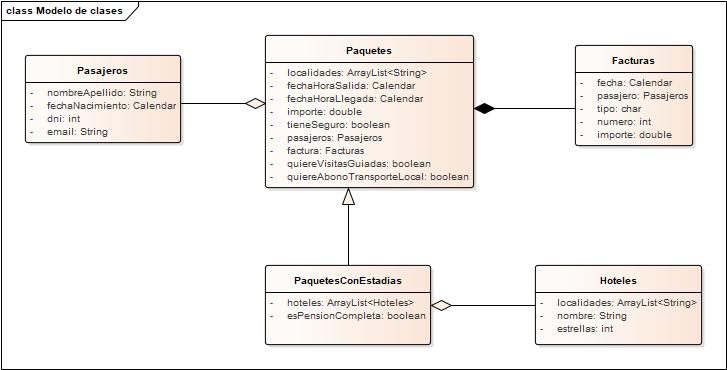 class Modelo de clases
Pasajeros
- nombreApellido: String
- fechaNacimiento: Calendar
- dni: int
- email: String
Paquetes
- localidades: ArrayList<String>
- fechaHoraSalida: Calendar
- fechaHoraLlegada: Calendar
- importe: double
- tieneSeguro: boolean
- pasajeros: Pasajeros
- factura: Facturas
- quiereVisitasGuiadas: boolean
- quiereAbonoTransporteLocal: boolean
Facturas
- fecha: Calendar
- pasajero: Pasajeros
- tipo: char
- numero: int
- importe: double
PaquetesConEstadias
- hoteles: ArrayList<Hoteles>
- esPensionCompleta: boolean
Hoteles
- localidades: ArrayList<String>
- nombre: String
- estrellas: int